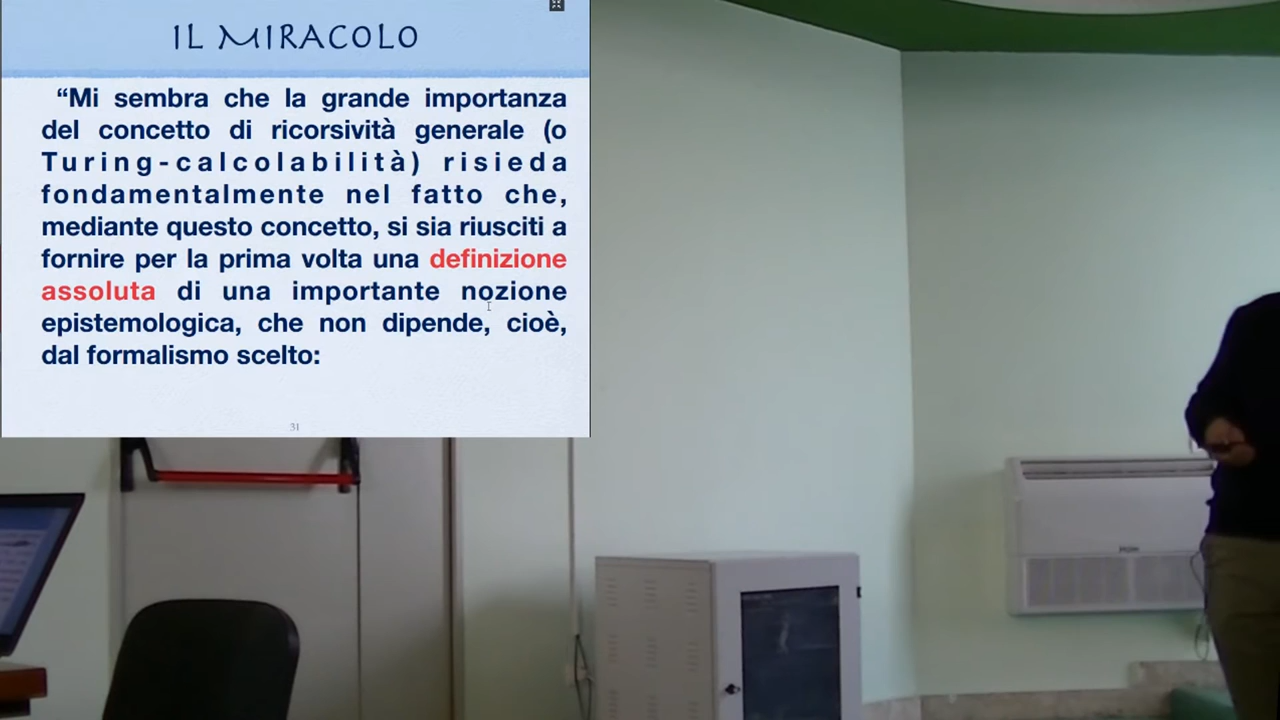 IL MIRACOLO
“Mi sembra che la grande importanza
del concetto di ricorsività generale (o
Turing-calcolabilità) risieda
fondamentalmente nel fatto che,
mediante questo concetto, si sia riusciti a
fornire per la prima volta una definizione
assoluta di una importante nozione
epistemologica, che non dipende, cioè,
dal formalismo scelto:
31